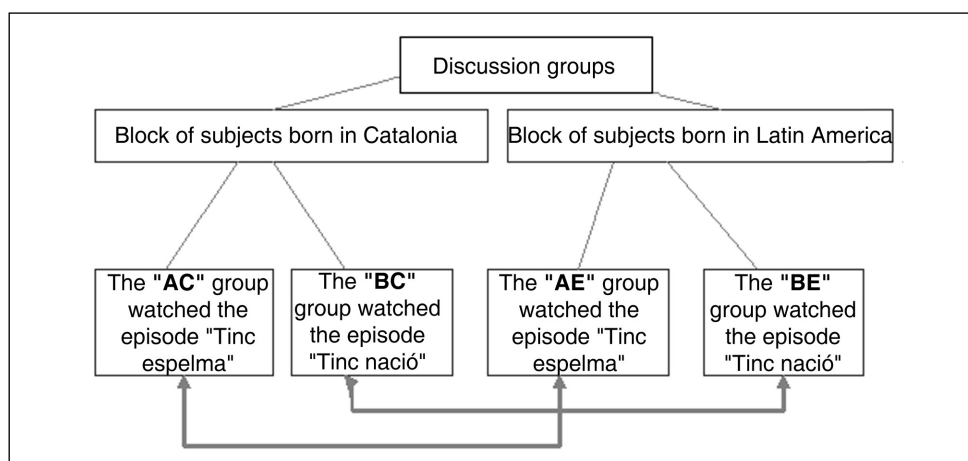 Discussion groups
Block of subjects born in Catalonia
Block of subjects born in Latin America
The "AC" group
watched the
episode "Tinc
espelma"
The "BC"
group watched
the episode
"Tinc nació"
The "AE" group
watched the
episode "Tinc
espelma"
The "BE"
group watched
the episode
"Tinc nació"